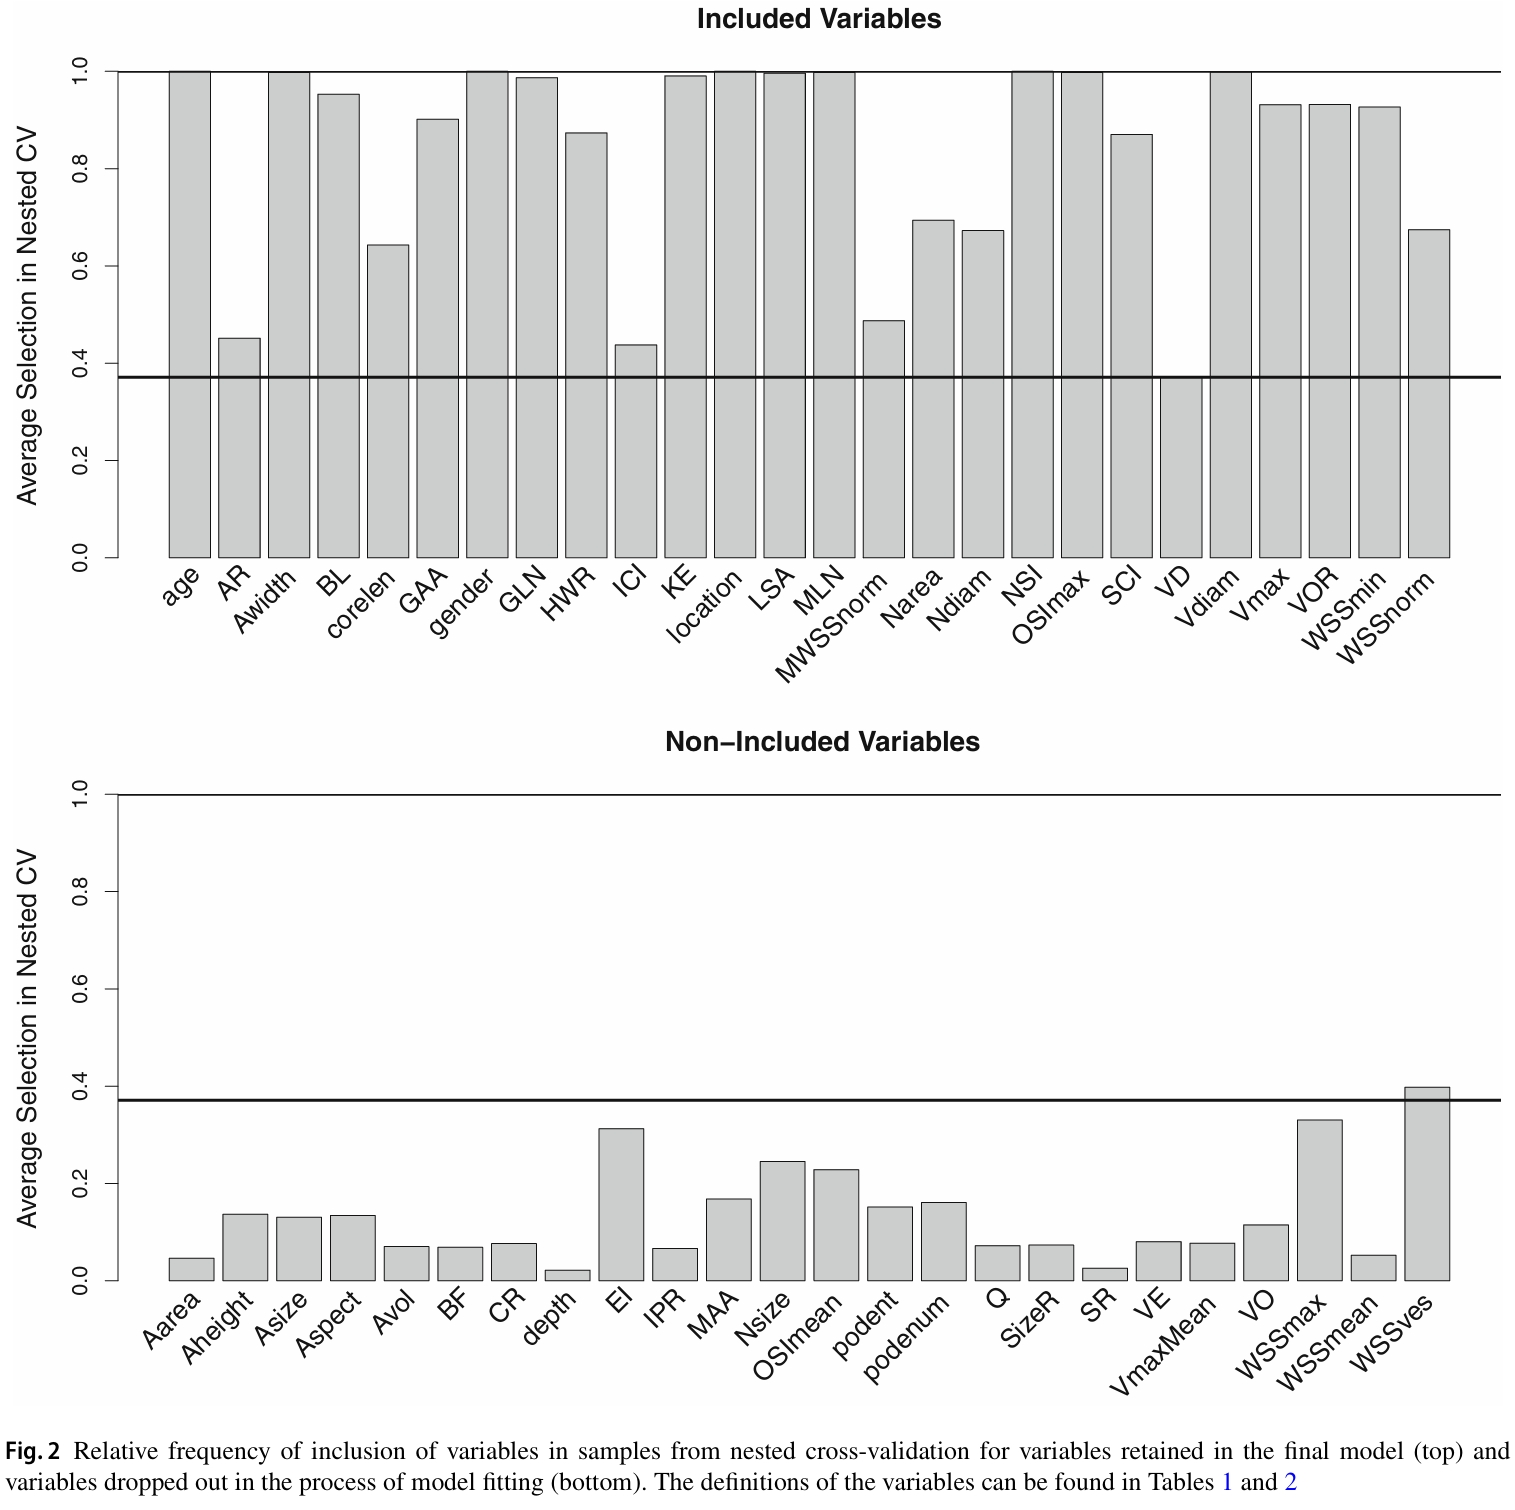 Included Variables
Average Selection in Nested CV
1.0
0.8
0.6
0.4
0.2
0.0
age
AR
Awidth
BL
corelen
GAA
gender
GLN
HWR
ICI
KE
location
LSA
MLN
MWSSnorm
Narea
Ndiam
NSI
OSImax
SCI
VD
Vdiam
Vmax
VOR
WSSmin
WSSnorm
Non–Included Variables
Average Selection in Nested CV
1.0
0.8
0.6
0.4
0.2
0.0
Aarea
Aheight
Asize
Aspect
Avol
BF
CR
depth
EI
IPR
MAA
Nsize
OSImean
podent
podenum
Q
SizeR
SR
VE
VmaxMean
VO
WSSmax
WSSmean
WSSves
Fig. 2 Relative frequency of inclusion of variables in samples from nested cross-validation for variables retained in the final model (top) and
variables dropped out in the process of model fitting (bottom). The definitions of the variables can be found in Tables 1 and 2